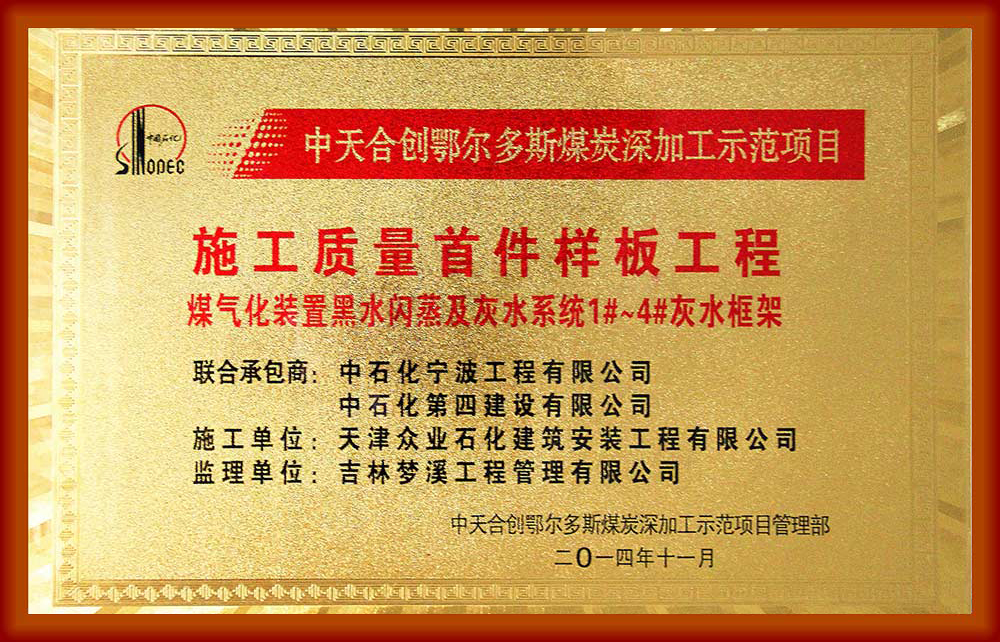 中国石化
SINOPEC
中天合创鄂尔多斯煤炭深加工示范项目
施工质量首件样板工程
煤气化装置黑水闪蒸及灰水系统1#~4#灰水框架
联合承包商：中石化宁波工程有限公司
中石化第四建设有限公司
施工单位：天津众业石化建筑安装工程有限公司
监理单位：吉林梦溪工程管理有限公司
中天合创鄂尔多斯煤炭深加工示范项目管理部
二O一四年十一月